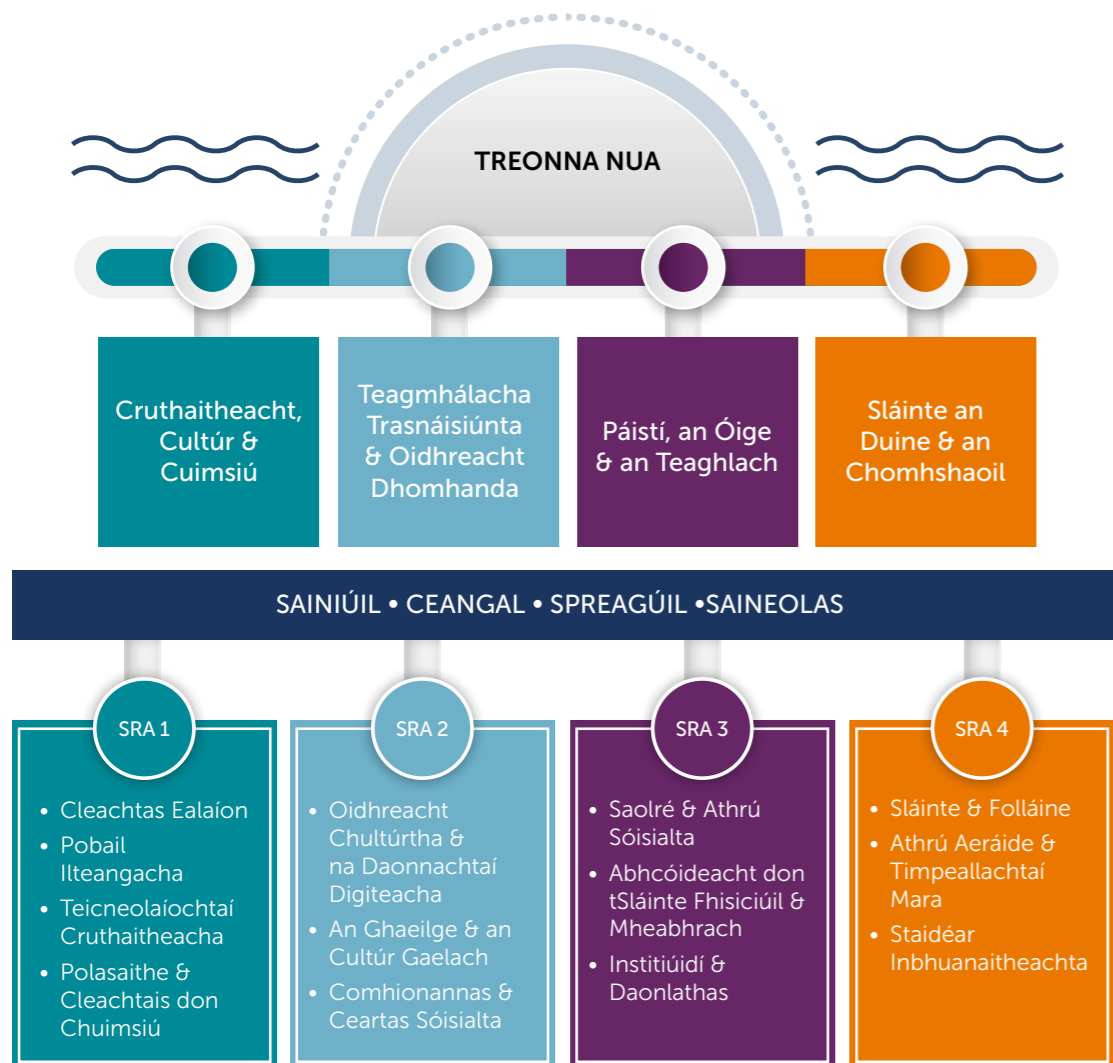 TREONNA NUA
Cruthaitheacht,
Cultúr &
Cuimsiú
Teagmhálacha
Trasnáisiúnta
& Oidhreacht
Dhomhanda
Páistí, an Óige
& an Teaghlach
Sláinte an
Duine & an
Chomhshaoil
SAINIÚIL • CEANGAL • SPREAGÚIL •SAINEOLAS
SRA 1
• Cleachtas Ealaíon
• Pobail
Ilteangacha
• Teicneolaíochtaí
Cruthaitheacha
• Polasaithe &
Cleachtais don
Chuimsiú
SRA 2
• Oidhreacht
Chultúrtha &
na Daonnachtaí
Digiteacha
• An Ghaeilge & an
Cultúr Gaelach
• Comhionannas &
Ceartas Sóisialta
SRA 3
• Saolré & Athrú
Sóisialta
• Abhcóideacht don
tSláinte Fhisiciúil &
Mheabhrach
• Institiúidí &
Daonlathas
SRA 4
• Sláinte & Folláine
• Athrú Aeráide &
Timpeallachtaí
Mara
• Staidéar
Inbhuanaitheachta